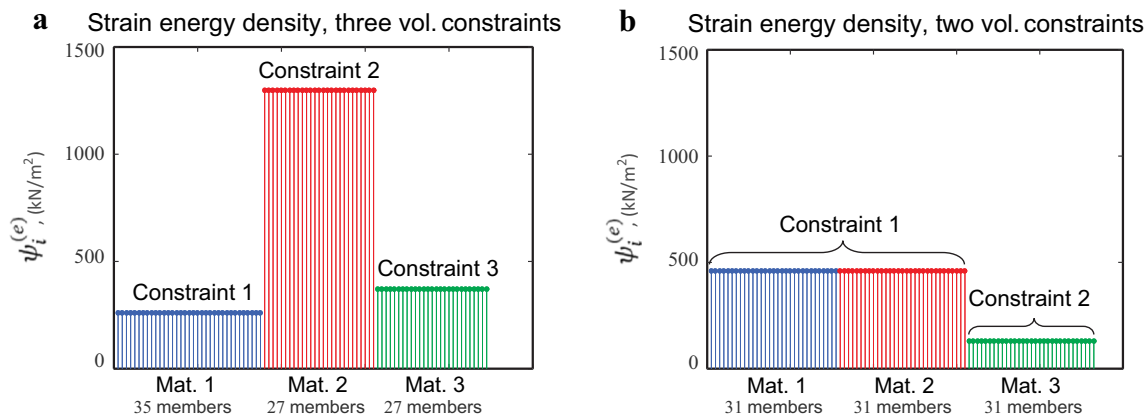 a Strain energy density, three vol. constraints
1500
1000
500
0
ψi(e), (kN/m2)
Constraint 1
Constraint 2
Constraint 3
Mat. 1 Mat. 2 Mat. 3
35 members 27 members 27 members
b Strain energy density, two vol. constraints
1500
1000
500
0
ψi(e), (kN/m2)
Constraint 1
Constraint 2
Mat. 1 Mat. 2 Mat. 3
31 members 31 members 31 members